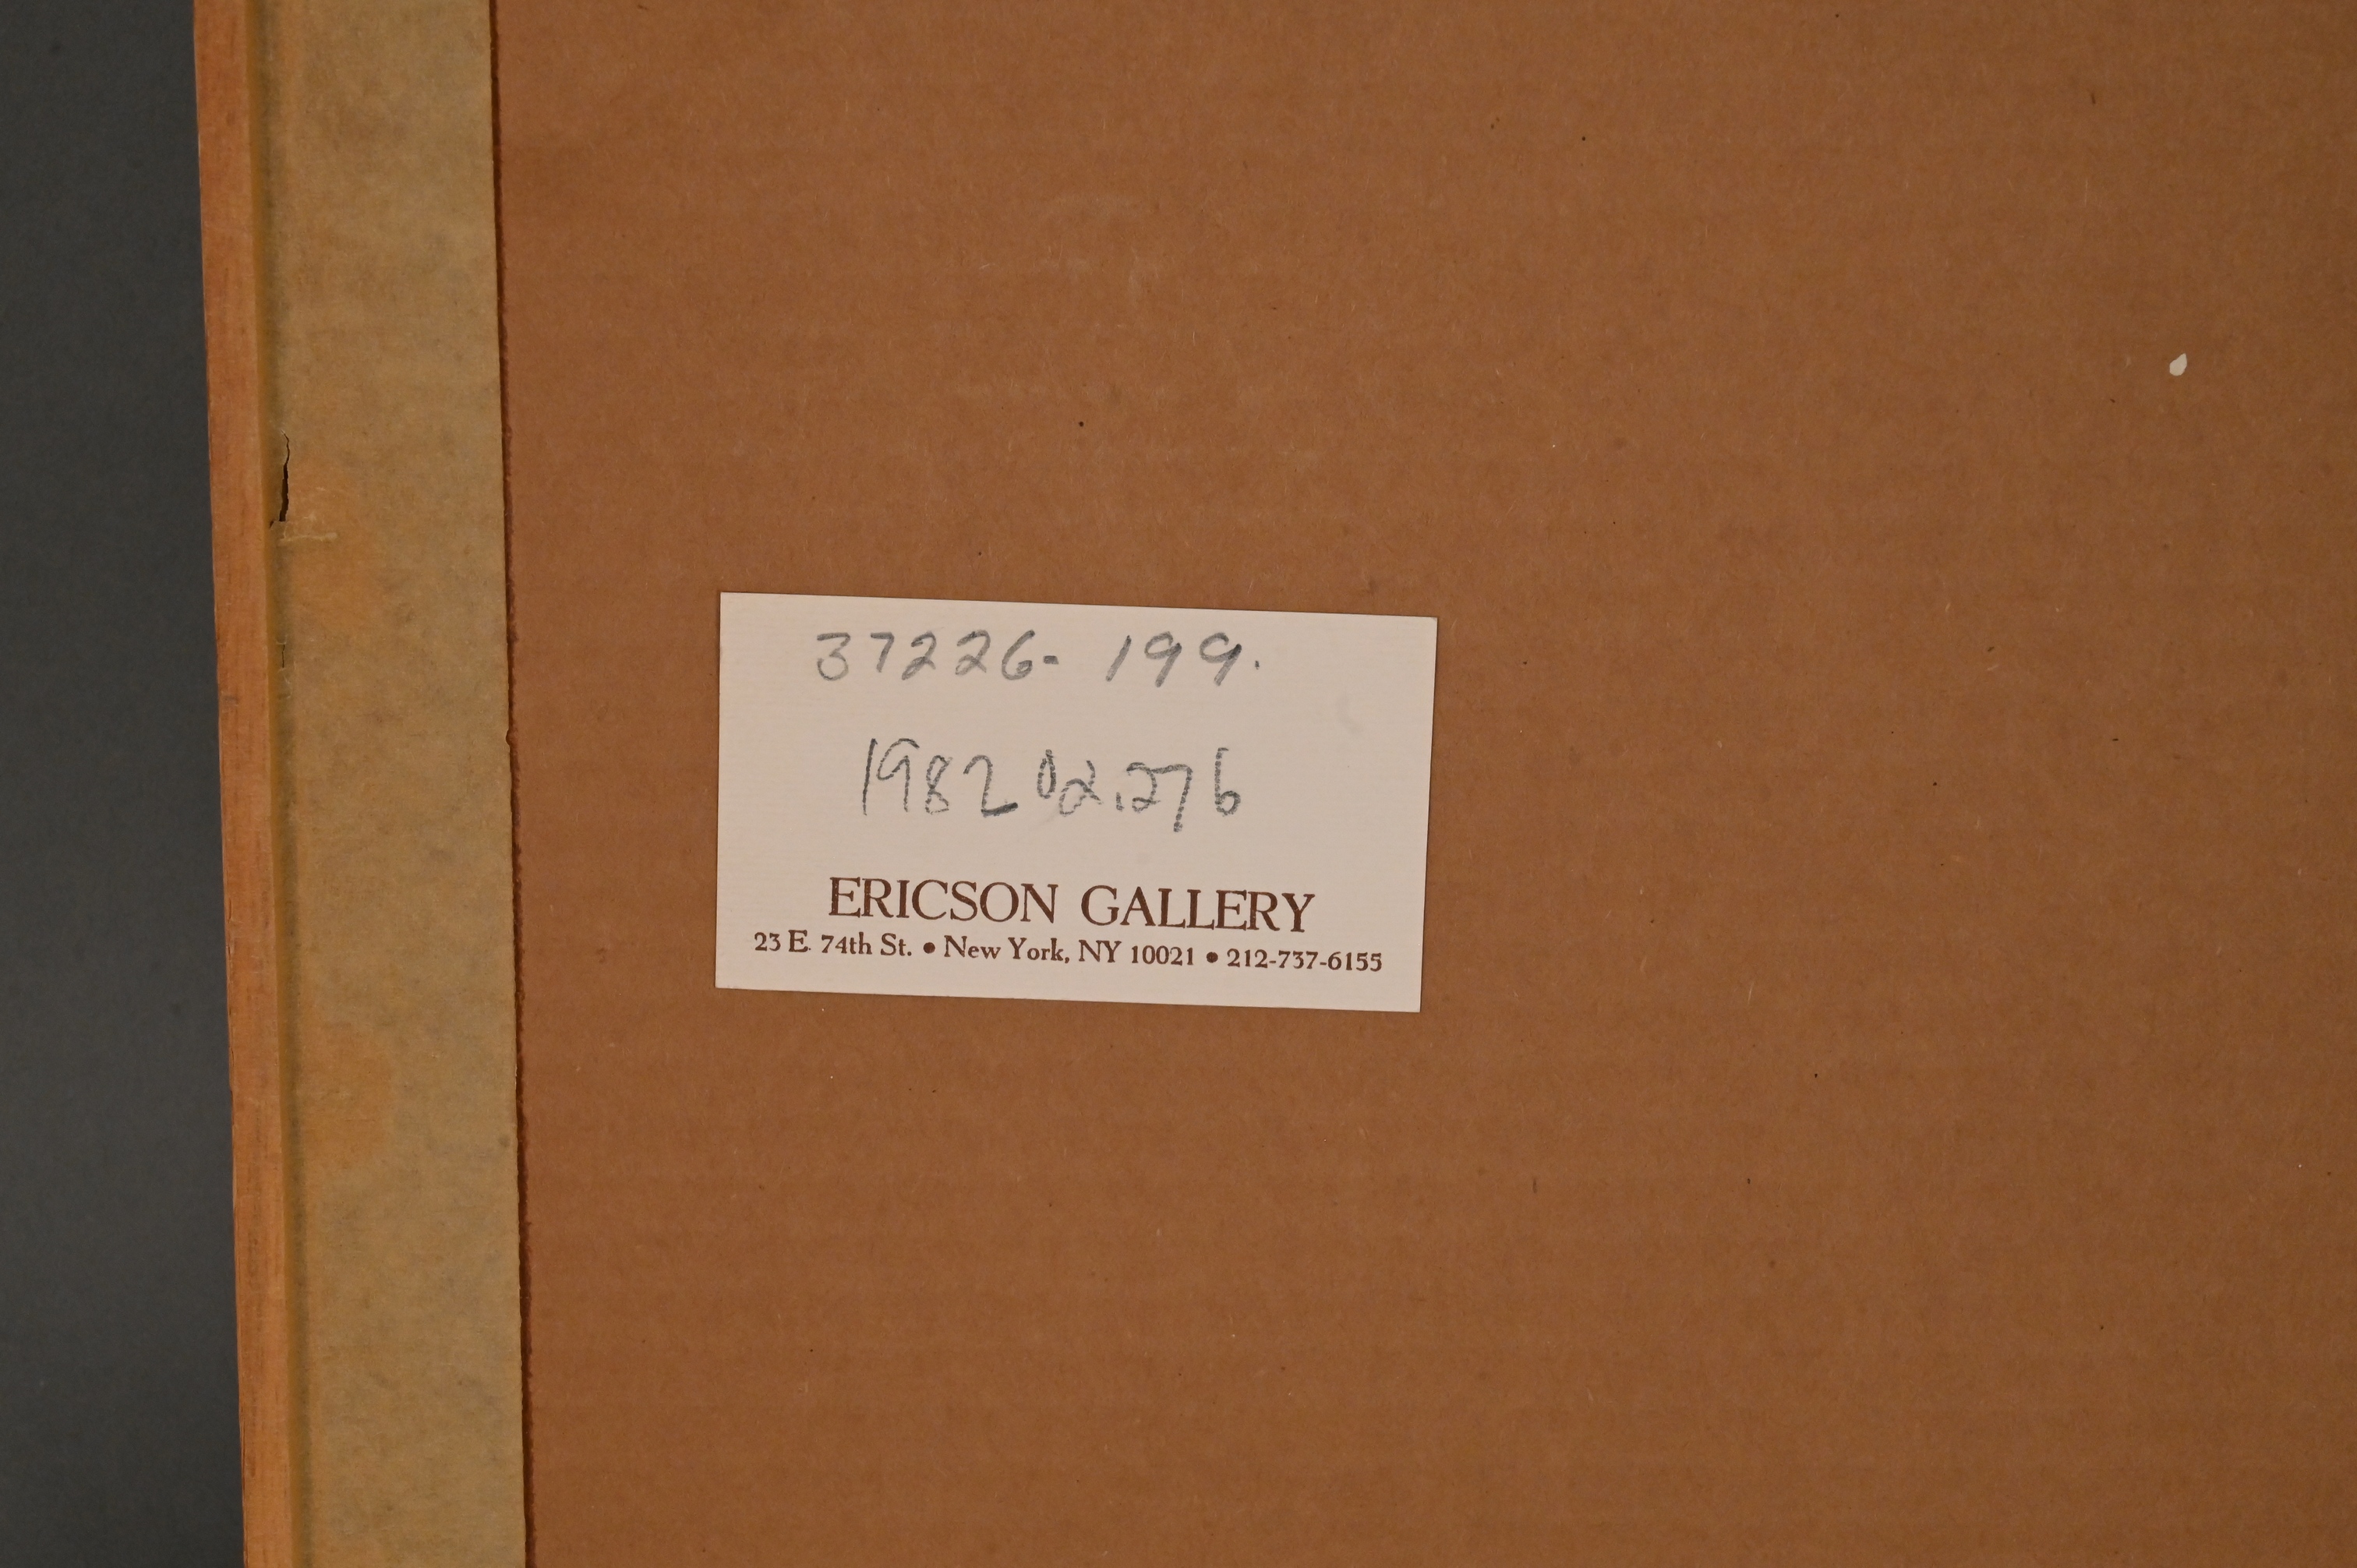 37226- 199.
1982 02.276
ERICSON GALLERY
23 E. 74th St. • New York, NY 10021 • 212-737-6155